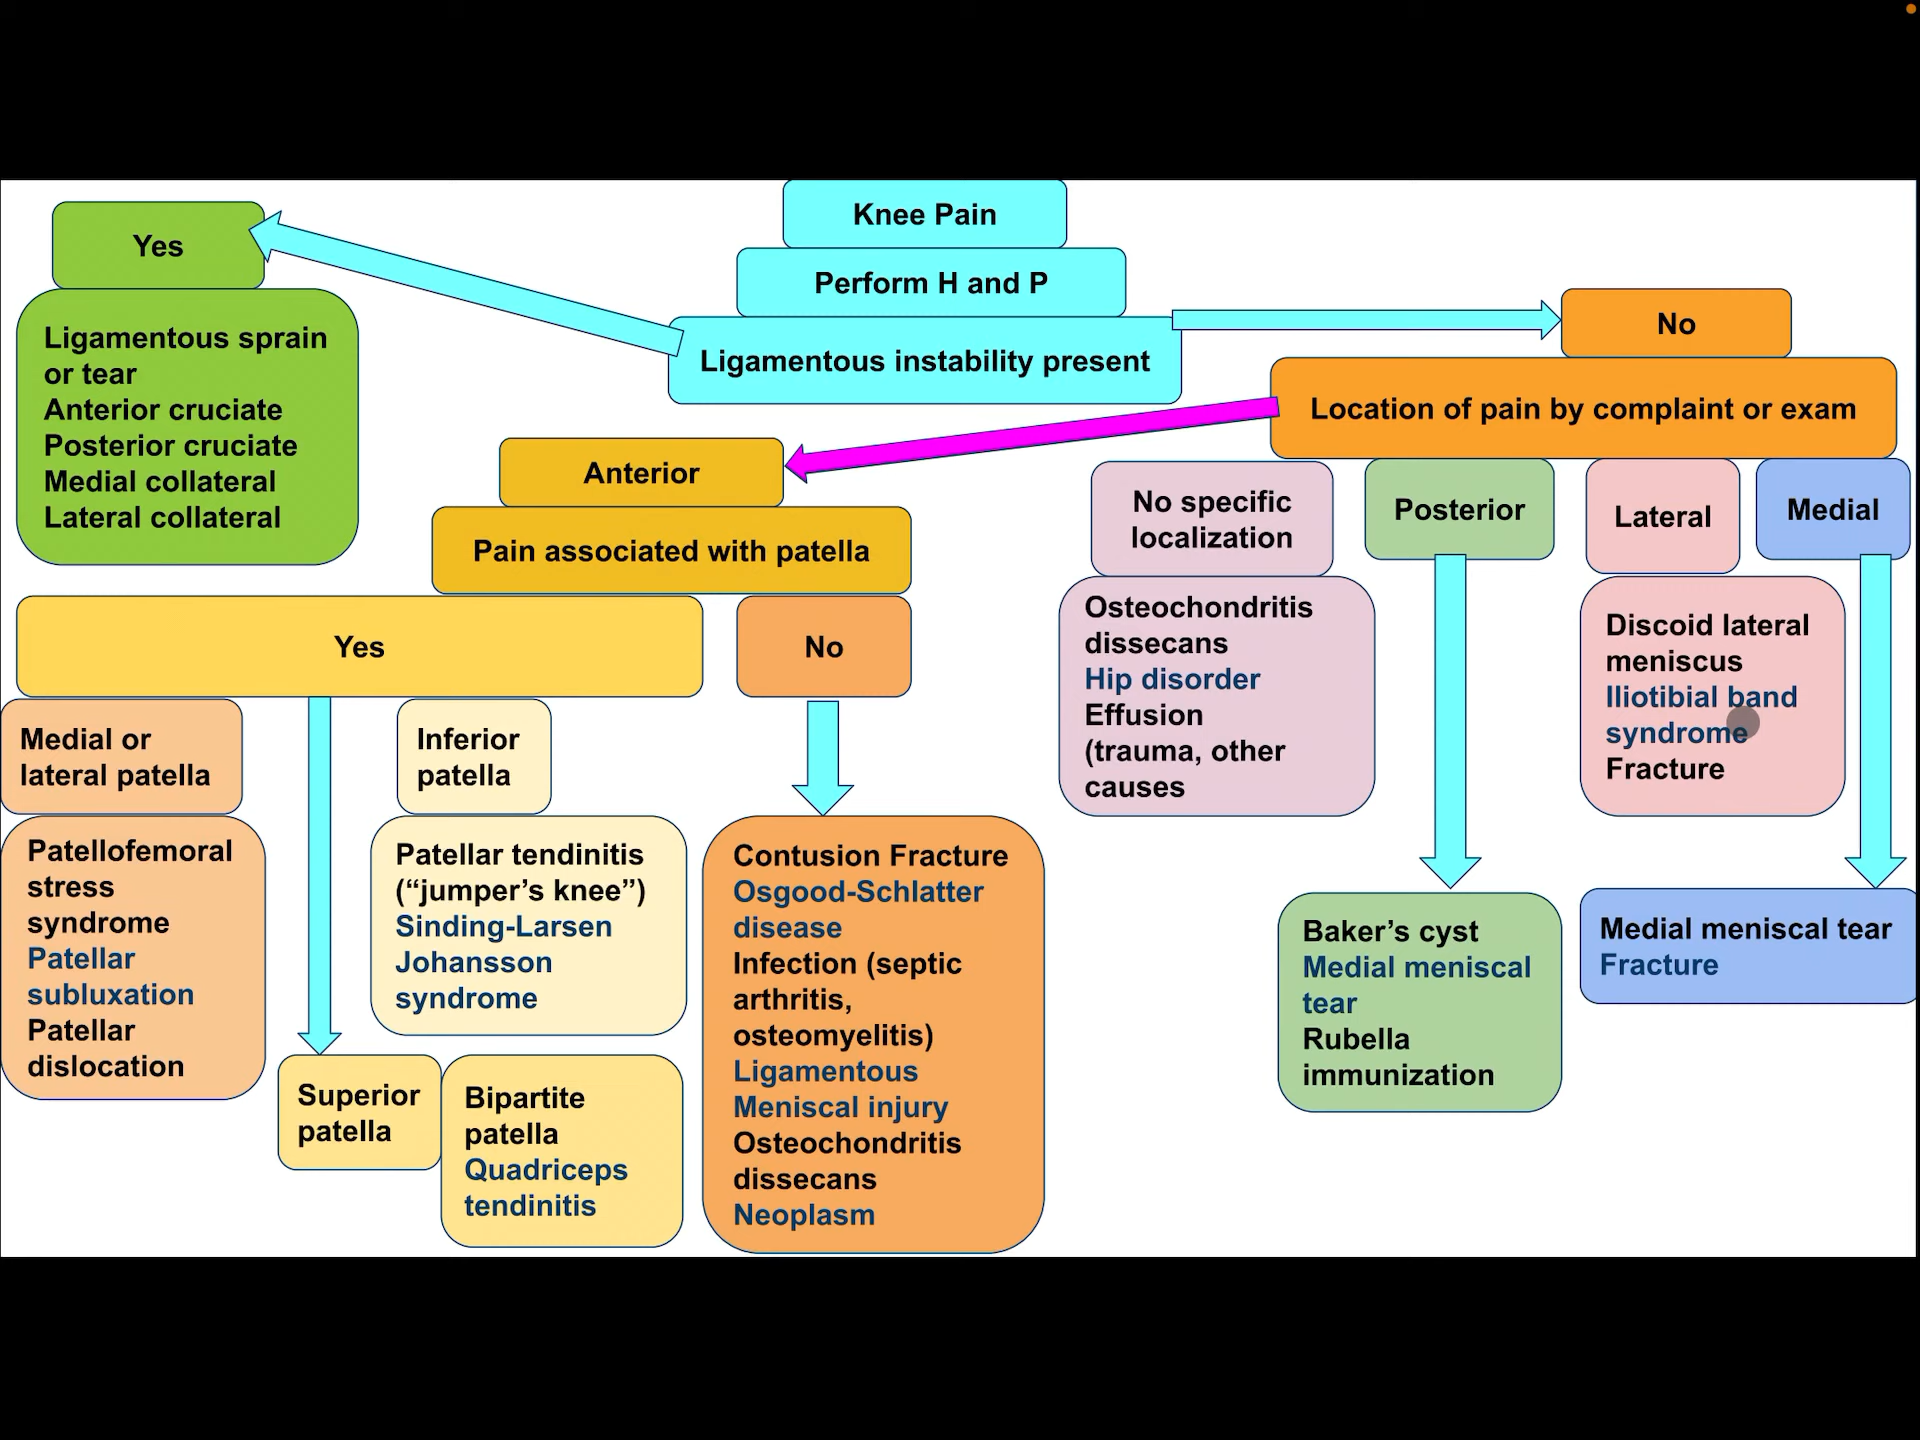 Knee Pain
Perform H and P
Ligamentous instability present
Yes
Ligamentous sprain
or tear
Anterior cruciate
Posterior cruciate
Medial collateral
Lateral collateral
No
Location of pain by complaint or exam
Anterior
Pain associated with patella
Yes
No
Medial or
lateral patella
Patellofemoral
stress
syndrome
Patellar
subluxation
Patellar
dislocation
Inferior
patella
Patellar tendinitis
(“jumper’s knee”)
Sinding-Larsen
Johansson
syndrome
Superior
patella
Bipartite
patella
Quadriceps
tendinitis
Contusion Fracture
Osgood-Schlatter
disease
Infection (septic
arthritis,
osteomyelitis)
Ligamentous
Meniscal injury
Osteochondritis
dissecans
Neoplasm
No specific
localization
Osteochondritis
dissecans
Hip disorder
Effusion
(trauma, other
causes
Posterior
Baker’s cyst
Medial meniscal
tear
Rubella
immunization
Lateral
Discoid lateral
meniscus
Iliotibial band
syndrome
Fracture
Medial
Medial meniscal tear
Fracture